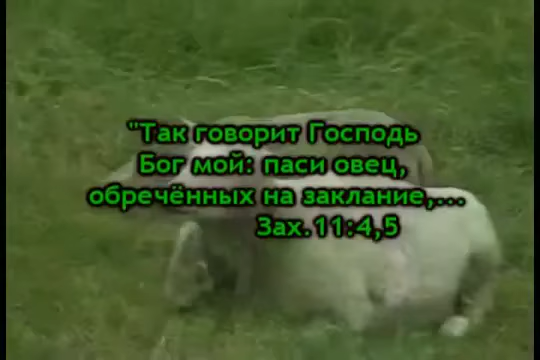 "Так говорит Господь
Бог мой: паси овец,
обречённых на заклание,...
Зах.11:4,5